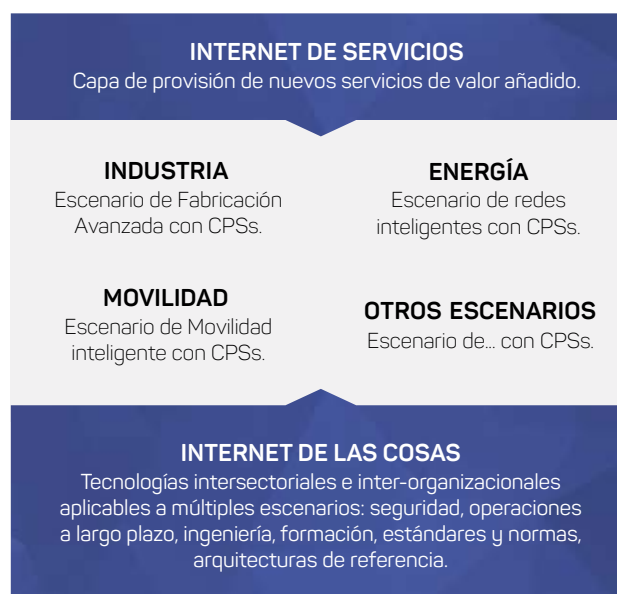 INTERNET DE SERVICIOS
Capa de provisión de nuevos servicios de valor añadido.
INDUSTRIA
Escenario de Fabricación
Avanzada con CPSs.
ENERGÍA
Escenario de redes
inteligentes con CPSs.
MOVILIDAD
Escenario de Movilidad
inteligente con CPSs.
OTROS ESCENARIOS
Escenario de... con CPSs.
INTERNET DE LAS COSAS
Tecnologías intersectoriales e inter-organizacionales
aplicables a múltiples escenarios: seguridad, operaciones
a largo plazo, ingeniería, formación, estándares y normas,
arquitecturas de referencia.